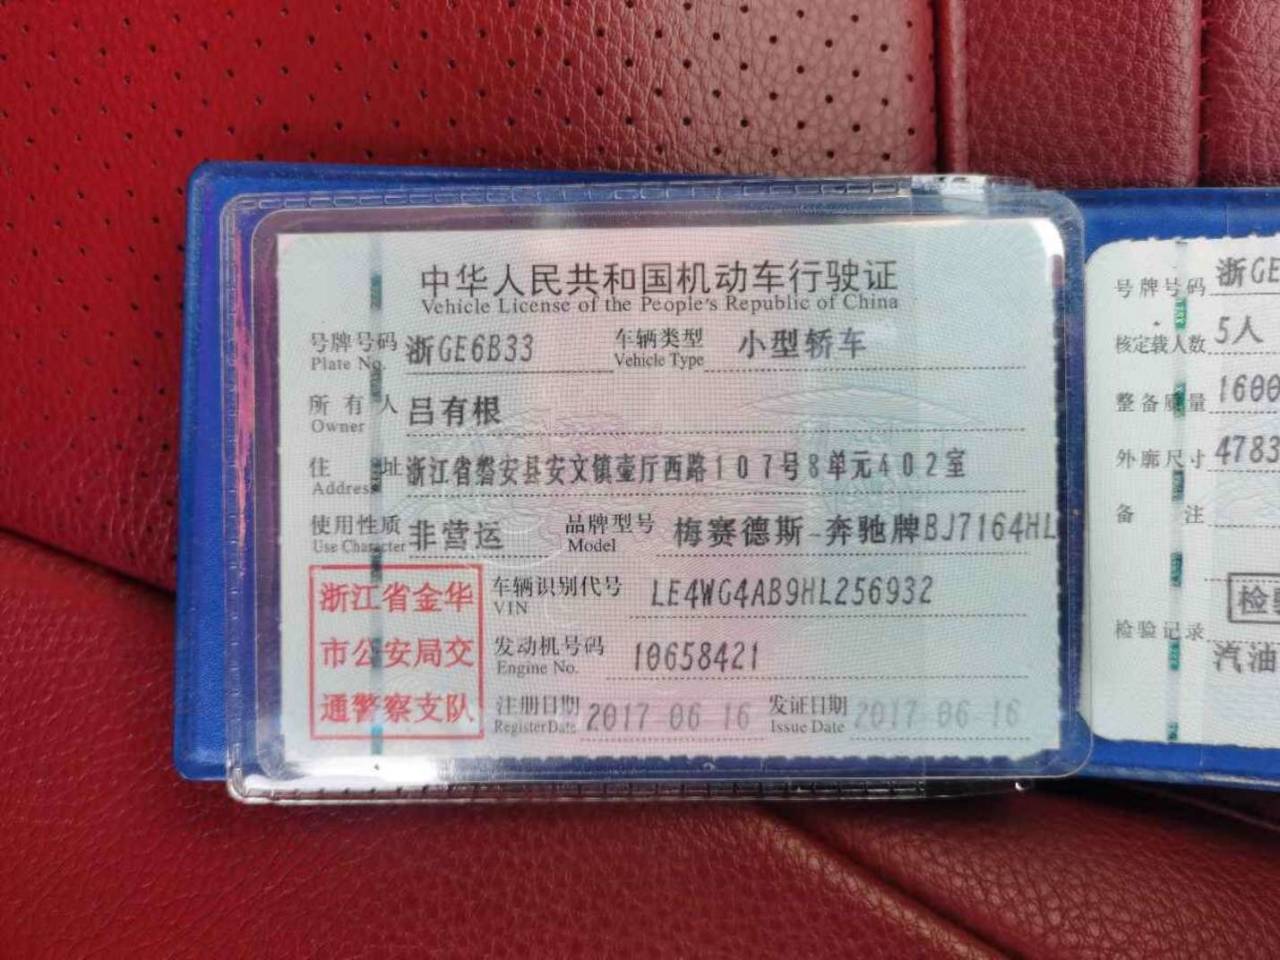 中华人民共和国机动车行驶证
Vehicle License of the People's Republic of China
号牌号码 浙GE6B33 车辆类型 小型轿车
Plate No. Vehicle Type
所有人 吕有根
Owner
住址 浙江省磐安县安文镇壶厅西路107号8单元402室
Address
使用性质 非营运 品牌型号 梅赛德斯-奔驰牌BJ7164HL
Use Character Model
浙江省金华
市公安局交
通警察支队
车辆识别代号 LE4WG4AB9HL256932
VIN
发动机号码 10658421
Engine No.
注册日期 2017 06 16 发证日期 2017 06 16
Register Date Issue Date
号牌号码 浙GE
核定载人数 5人
整备质量 1600
外廓尺寸 4783
备注
检
检验记录
汽油